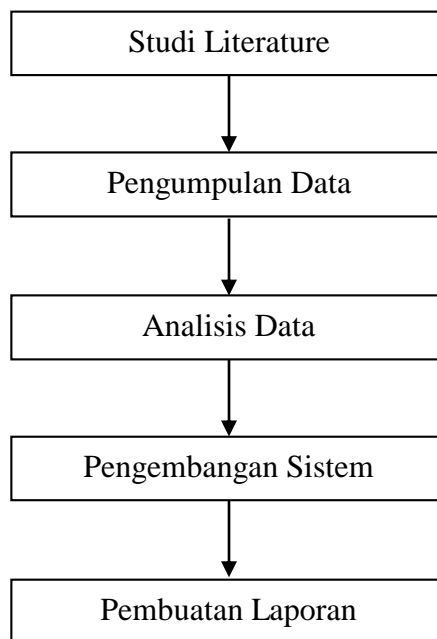 Studi Literature
Pengumpulan Data
Analisis Data
Pengembangan Sistem
Pembuatan Laporan